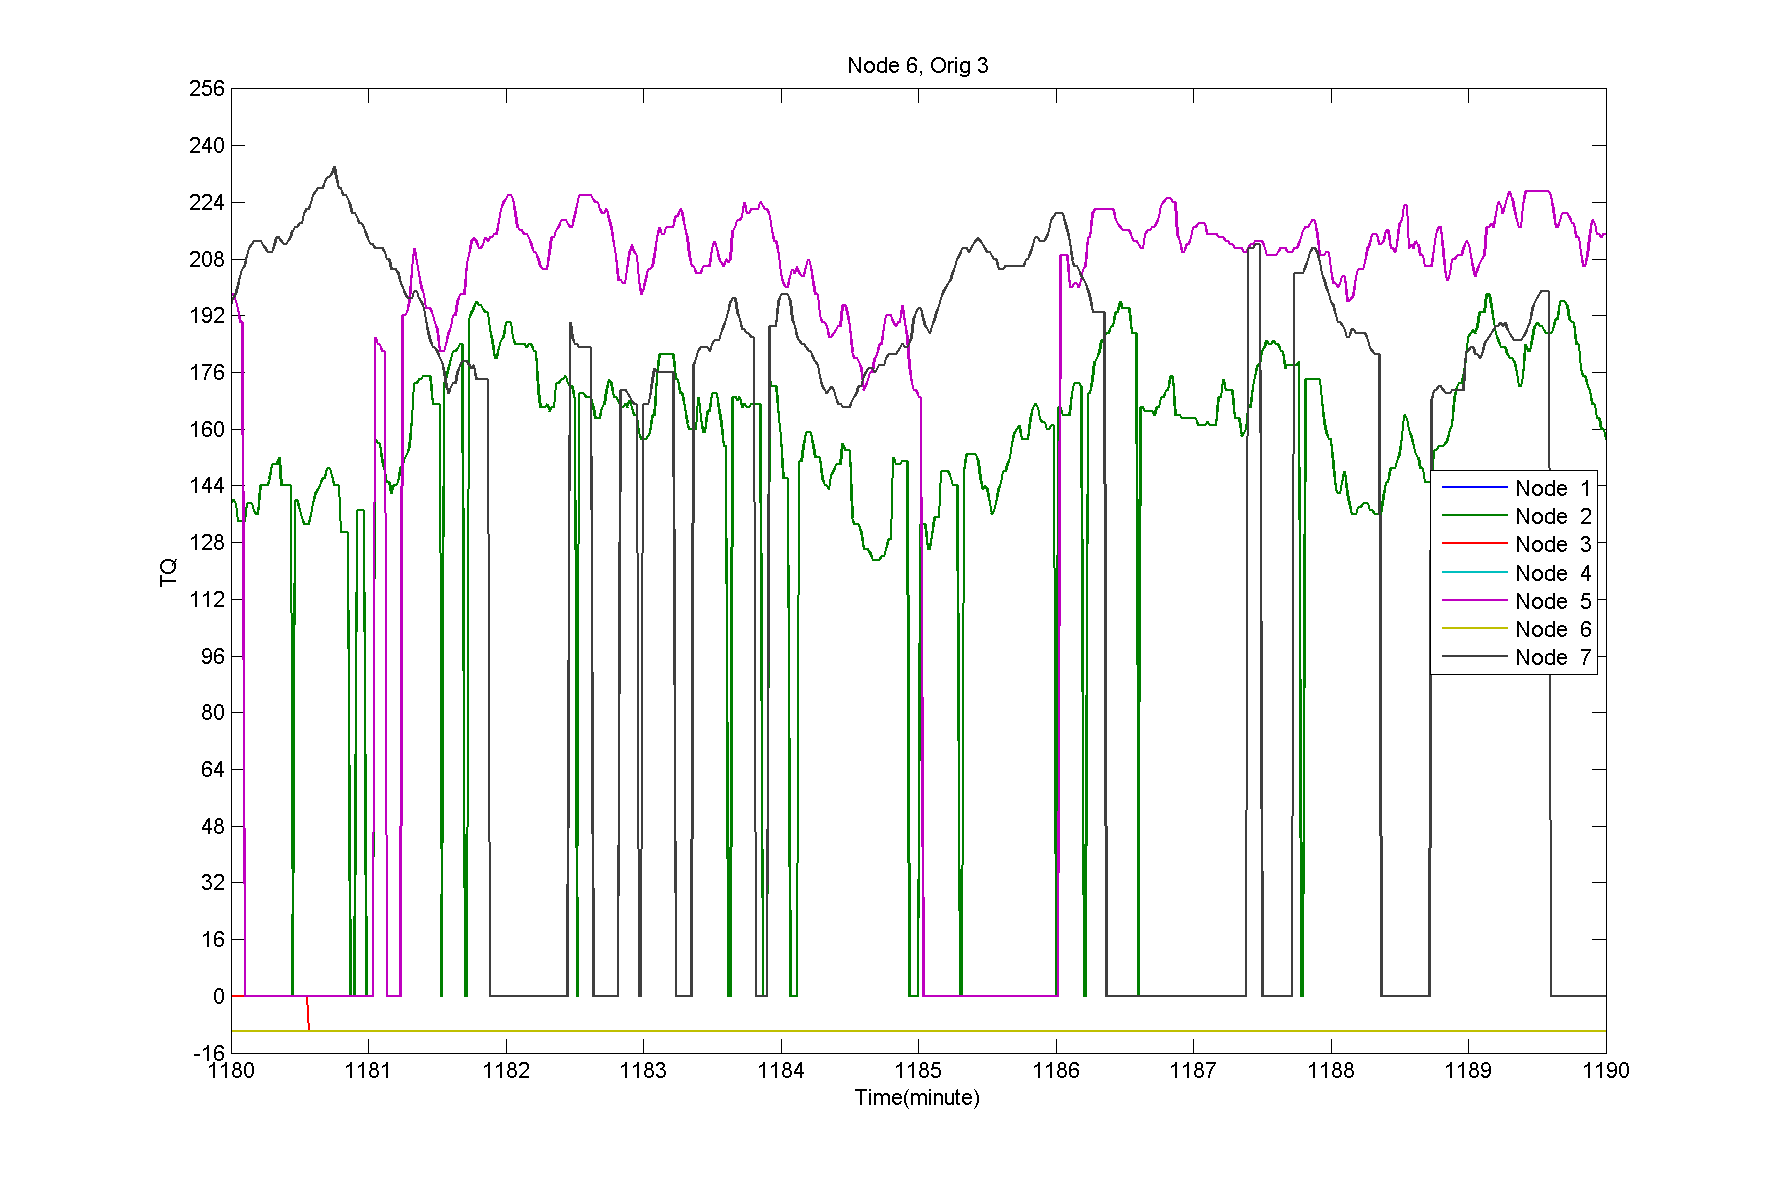 Node 6, Orig 3
256
240
224
208
192
176
160
144
128
112
96
80
64
48
32
16
0
-16
TQ
Node 1
Node 2
Node 3
Node 4
Node 5
Node 6
Node 7
1180 1181 1182 1183 1184 1185 1186 1187 1188 1189 1190
Time(minute)